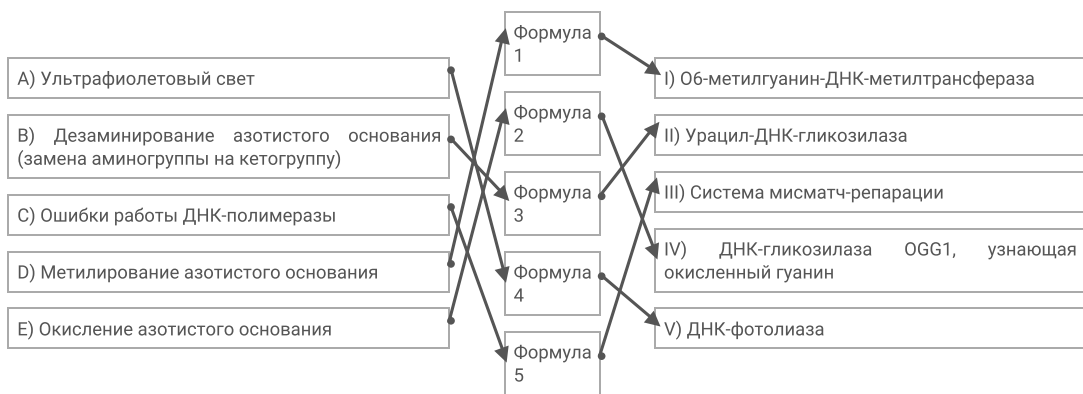 A) Ультрафиолетовый свет
B) Дезаминирование азотистого основания
(замена аминогруппы на кетогруппу)
C) Ошибки работы ДНК-полимеразы
D) Метилирование азотистого основания
E) Окисление азотистого основания
Формула
1
Формула
2
Формула
3
Формула
4
Формула
5
I) О6-метилгуанин-ДНК-метилтрансфераза
II) Урацил-ДНК-гликозилаза
III) Система мисматч-репарации
IV) ДНК-гликозилаза OGG1, узнающая
окисленный гуанин
V) ДНК-фотолиаза